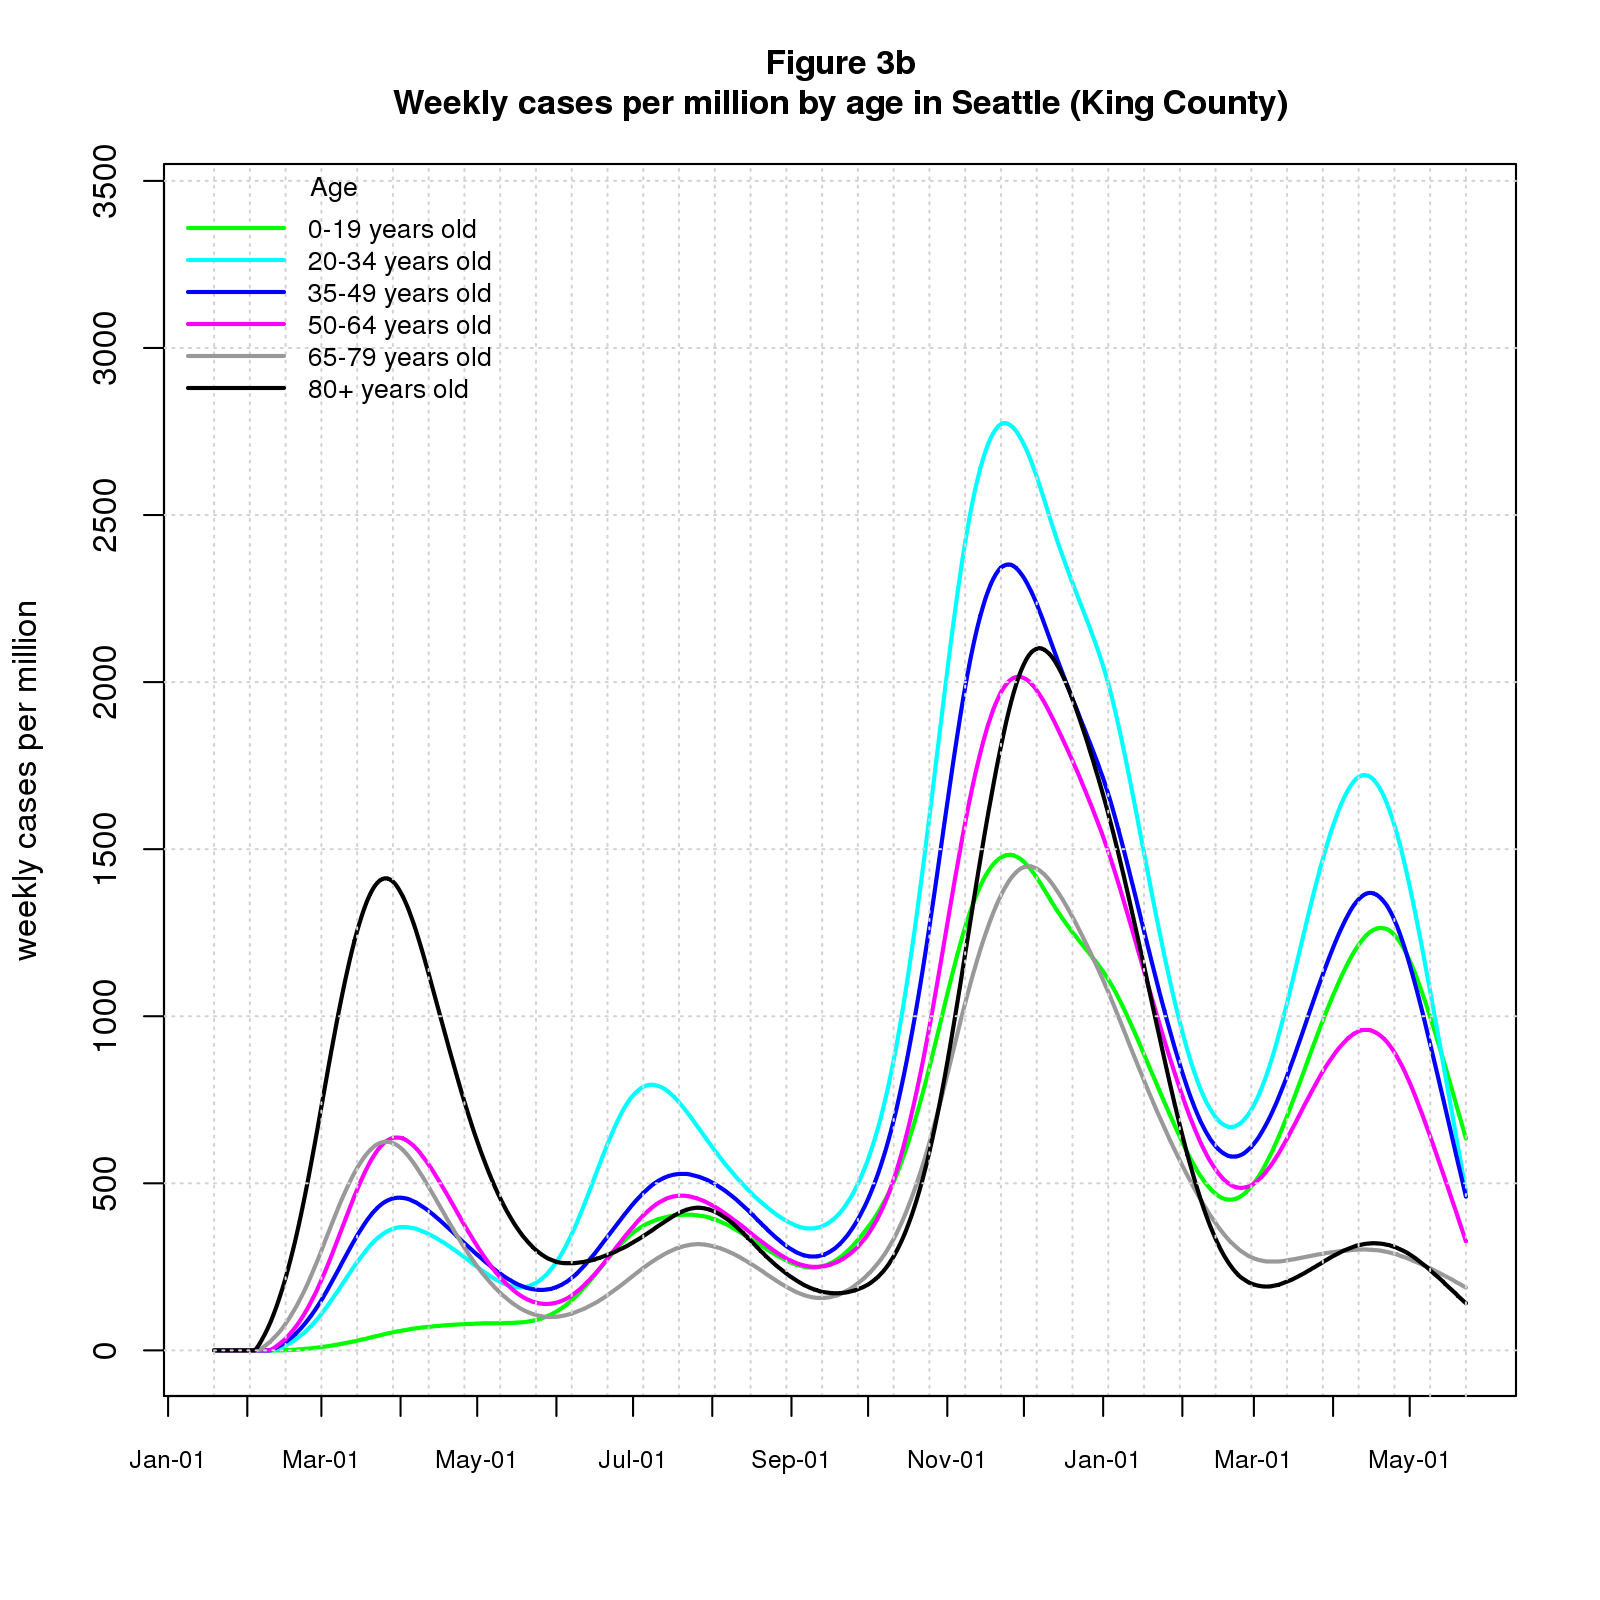 Figure 3b
Weekly cases per million by age in Seattle (King County)
3500
3000
2500
2000
1500
1000
500
0
weekly cases per million
Age
0-19 years old
20-34 years old
35-49 years old
50-64 years old
65-79 years old
80+ years old
Jan-01 Mar-01 May-01 Jul-01 Sep-01 Nov-01 Jan-01 Mar-01 May-01